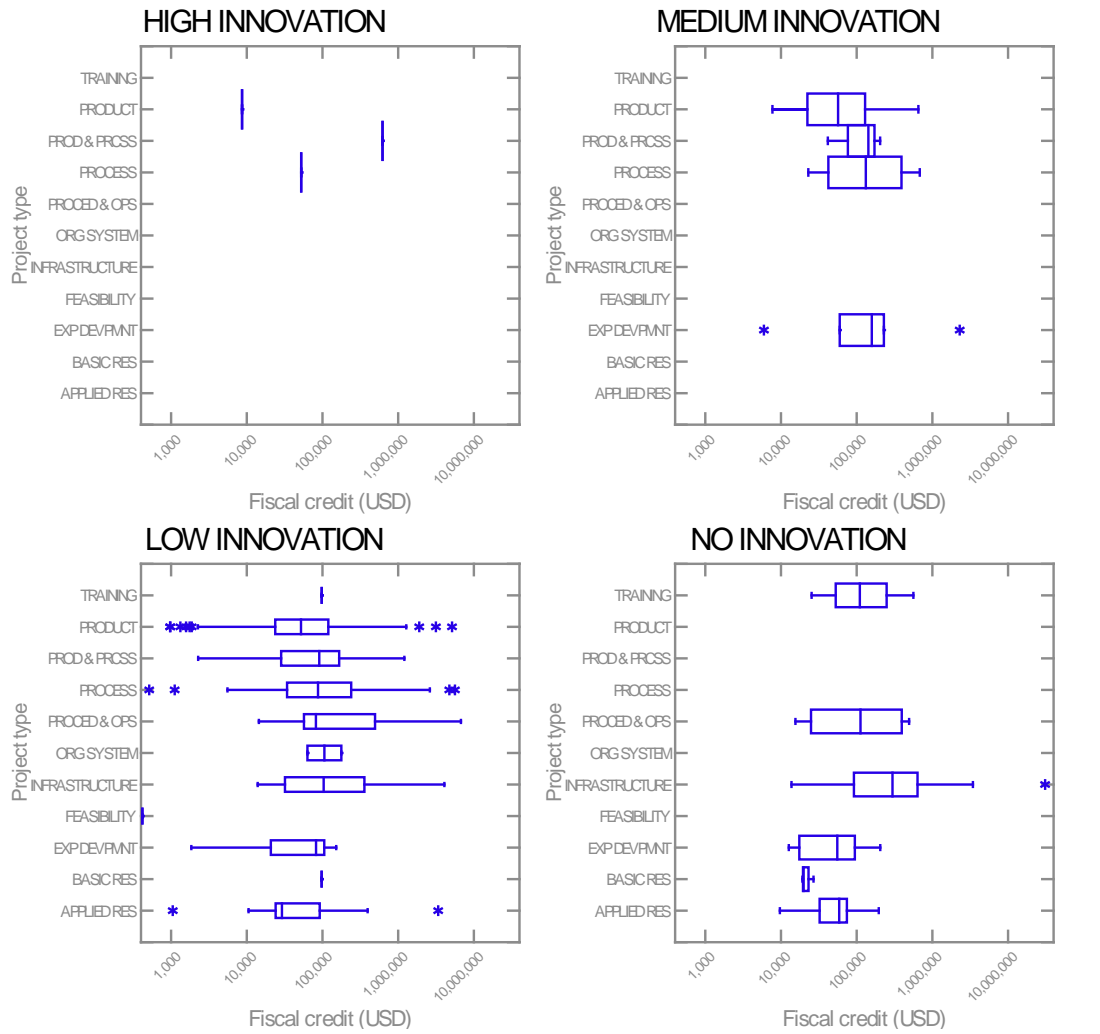 HIGH INNOVATION
Project type
TRAINING
PRODUCT
PROD & PRCSS
PROCESS
PROCED & OPS
ORG SYSTEM
INFRASTRUCTURE
FEASIBILITY
EXP DEVPMNT
BASIC RES
APPLIED RES
1,000
10,000
100,000
1,000,000
10,000,000
Fiscal credit (USD)
MEDIUM INNOVATION
Project type
TRAINING
PRODUCT
PROD & PRCSS
PROCESS
PROCED & OPS
ORG SYSTEM
INFRASTRUCTURE
FEASIBILITY
EXP DEVPMNT
BASIC RES
APPLIED RES
1,000
10,000
100,000
1,000,000
10,000,000
Fiscal credit (USD)
LOW INNOVATION
Project type
TRAINING
PRODUCT
PROD & PRCSS
PROCESS
PROCED & OPS
ORG SYSTEM
INFRASTRUCTURE
FEASIBILITY
EXP DEVPMNT
BASIC RES
APPLIED RES
1,000
10,000
100,000
1,000,000
10,000,000
Fiscal credit (USD)
NO INNOVATION
Project type
TRAINING
PRODUCT
PROD & PRCSS
PROCESS
PROCED & OPS
ORG SYSTEM
INFRASTRUCTURE
FEASIBILITY
EXP DEVPMNT
BASIC RES
APPLIED RES
1,000
10,000
100,000
1,000,000
10,000,000
Fiscal credit (USD)